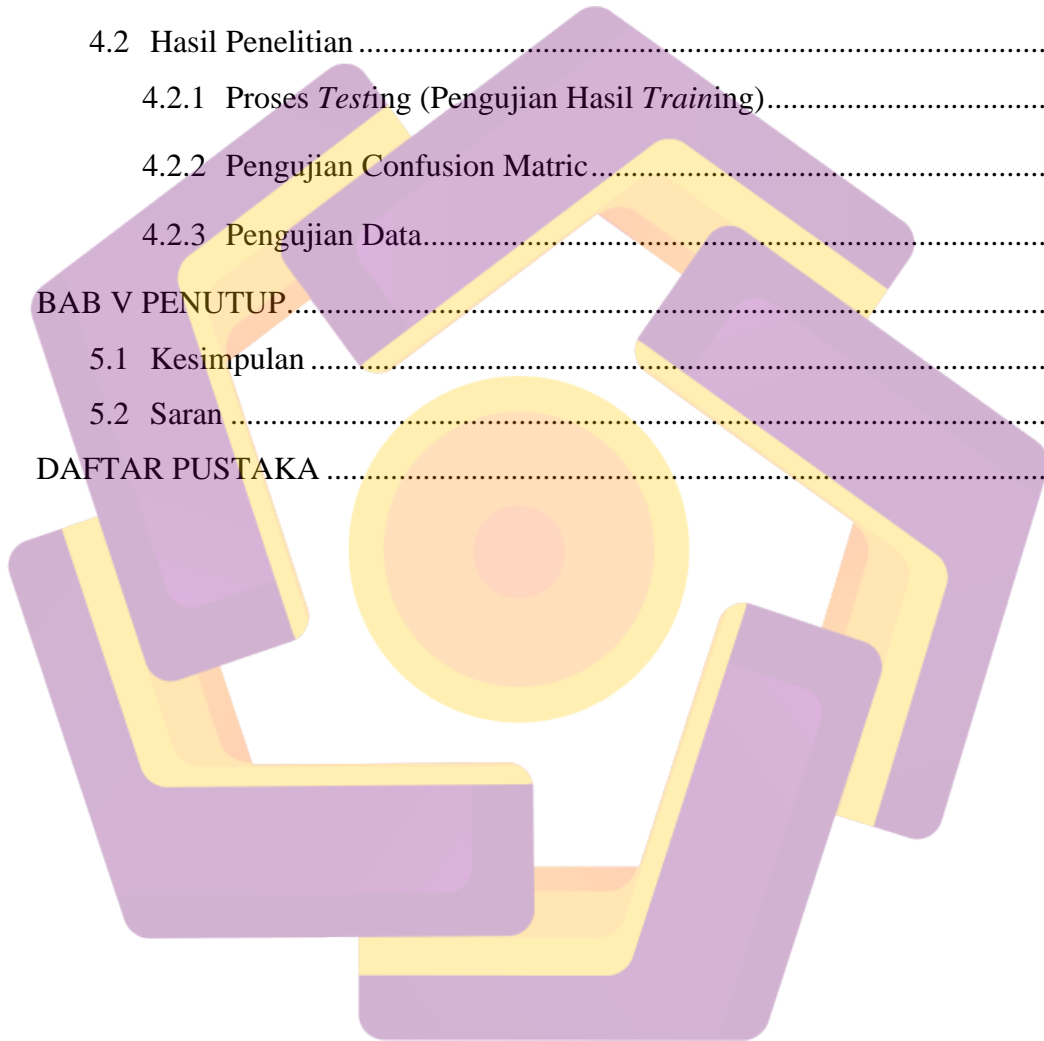 4.2 Hasil Penelitian ........................................................................................
4.2.1 Proses Testing (Pengujian Hasil Training)...................................
4.2.2 Pengujian Confusion Matric.........................................................
4.2.3 Pengujian Data..............................................................................
BAB V PENUTUP..............................................................................................
5.1 Kesimpulan ..............................................................................................
5.2 Saran ........................................................................................................
DAFTAR PUSTAKA .........................................................................................